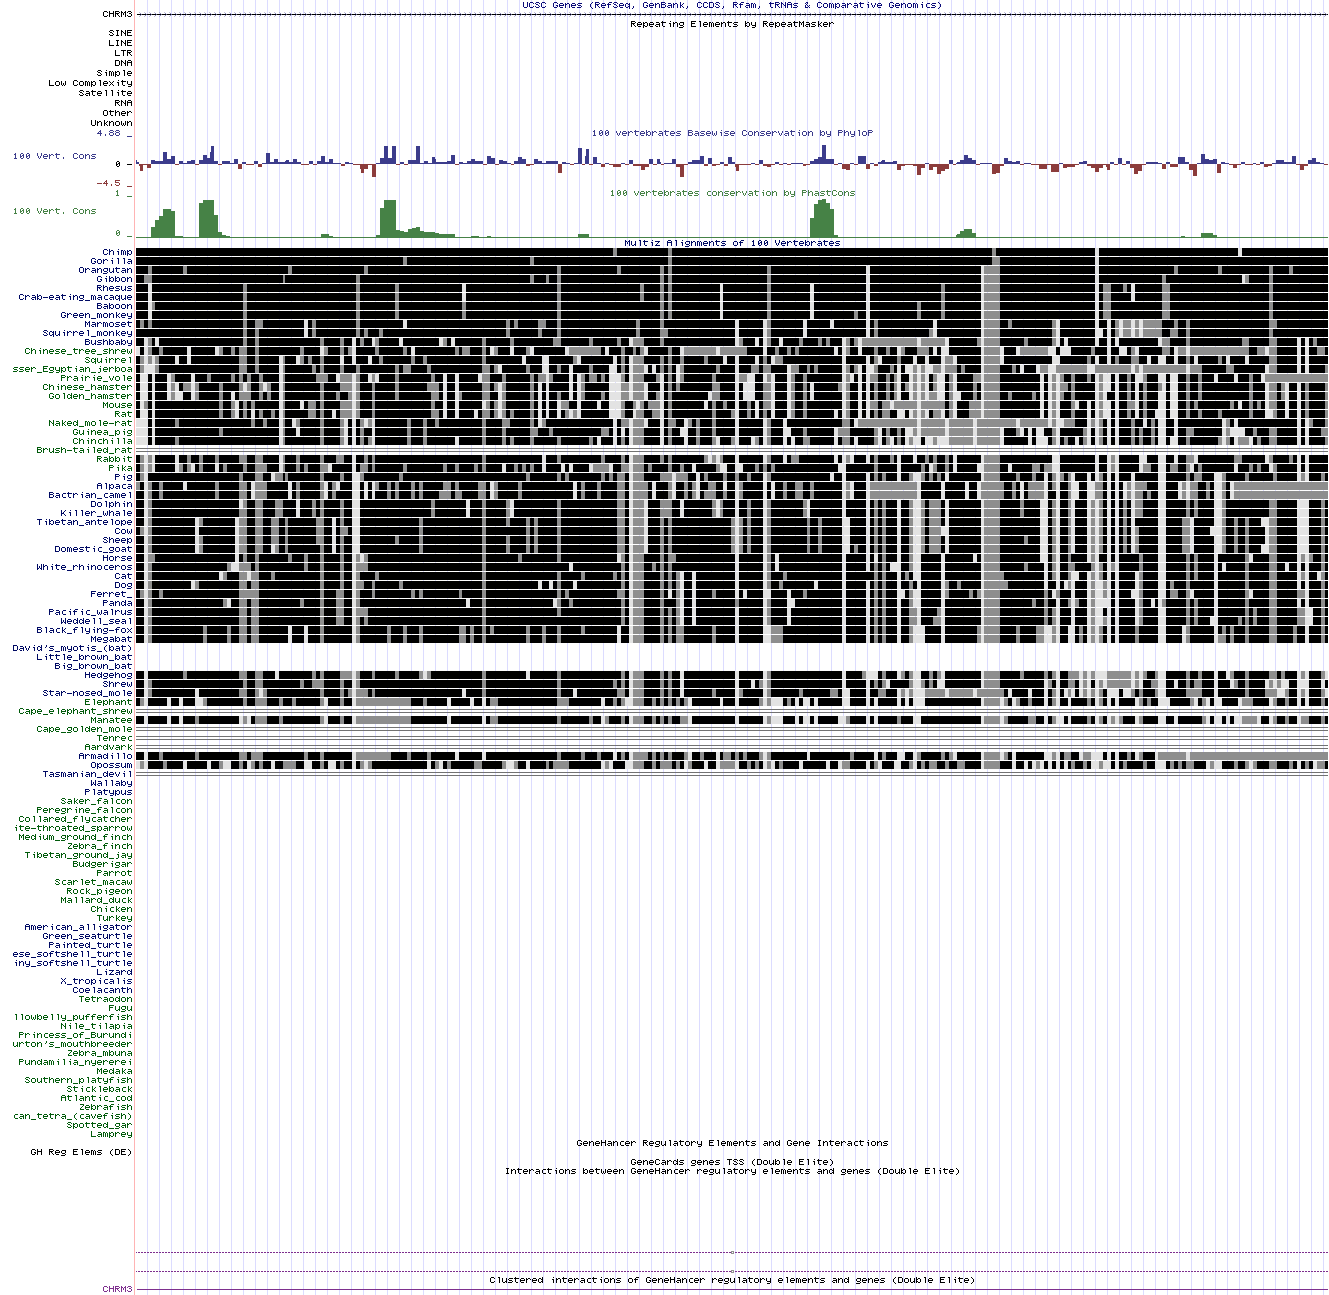 UCSC Genes (RefSeq, GenBank, CCDS, Rfam, tRNAs & Comparative Genomics)
CHRM3
Repeating Elements by RepeatMasker
SINE
LINE
LTR
DNA
Simple
Low Complexity
Satellite
RNA
Other
Unknown
4.88 _
100 vertebrates Basewise Conservation by PhyloP
100 Vert. Cons
0 _
-4.5 _
100 vertebrates conservation by PhastCons
1 _
100 Vert. Cons
0 _
Multiz Alignments of 100 Vertebrates
Chimp
Gorilla
Orangutan
Gibbon
Rhesus
Crab-eating_macaque
Baboon
Green_monkey
Marmoset
Squirrel_monkey
Bushbaby
Chinese_tree_shrew
Squirrel
sser_Egyptian_jerboa
Prairie_vole
Chinese_hamster
Golden_hamster
Mouse
Rat
Naked_mole-rat
Guinea_pig
Chinchilla
Brush-tailed_rat
Rabbit
Pika
Pig
Alpaca
Bactrian_camel
Dolphin
Killer_whale
Tibetan_antelope
Cow
Sheep
Domestic_goat
Horse
White_rhinoceros
Cat
Dog
Ferret_
Panda
Pacific_walrus
Weddell_seal
Black_flying-fox
Megabat
David's_myotis_(bat)
Little_brown_bat
Big_brown_bat
Hedgehog
Shrew
Star-nosed_mole
Elephant
Cape_elephant_shrew
Manatee
Cape_golden_mole
Tenrec
Aardvark
Armadillo
Opossum
Tasmanian_devil
Wallaby
Platypus
Saker_falcon
Peregrine_falcon
Collared_flycatcher
ite-throated_sparrow
Medium_ground_finch
Zebra_finch
Tibetan_ground_jay
Budgerigar
Parrot
Scarlet_macaw
Rock_pigeon
Mallard_duck
Chicken
Turkey
American_alligator
Green_seaturtle
Painted_turtle
ese_softshell_turtle
iny_softshell_turtle
Lizard
X_tropicalis
Coelacanth
Tetraodon
Fugu
llowbelly_pufferfish
Nile_tilapia
Princess_of_Burundi
urton's_mouthbreeder
Zebra_mbuna
Pundamilia_nyererei
Medaka
Southern_platyfish
Stickleback
Atlantic_cod
Zebrafish
can_tetra_(cavefish)
Spotted_gar
Lamprey
GeneHancer Regulatory Elements and Gene Interactions
GH Reg Elems (DE)
GeneCards genes TSS (Double Elite)
Interactions between GeneHancer regulatory elements and genes (Double Elite)
Clustered interactions of GeneHancer regulatory elements and genes (Double Elite)
CHRM3